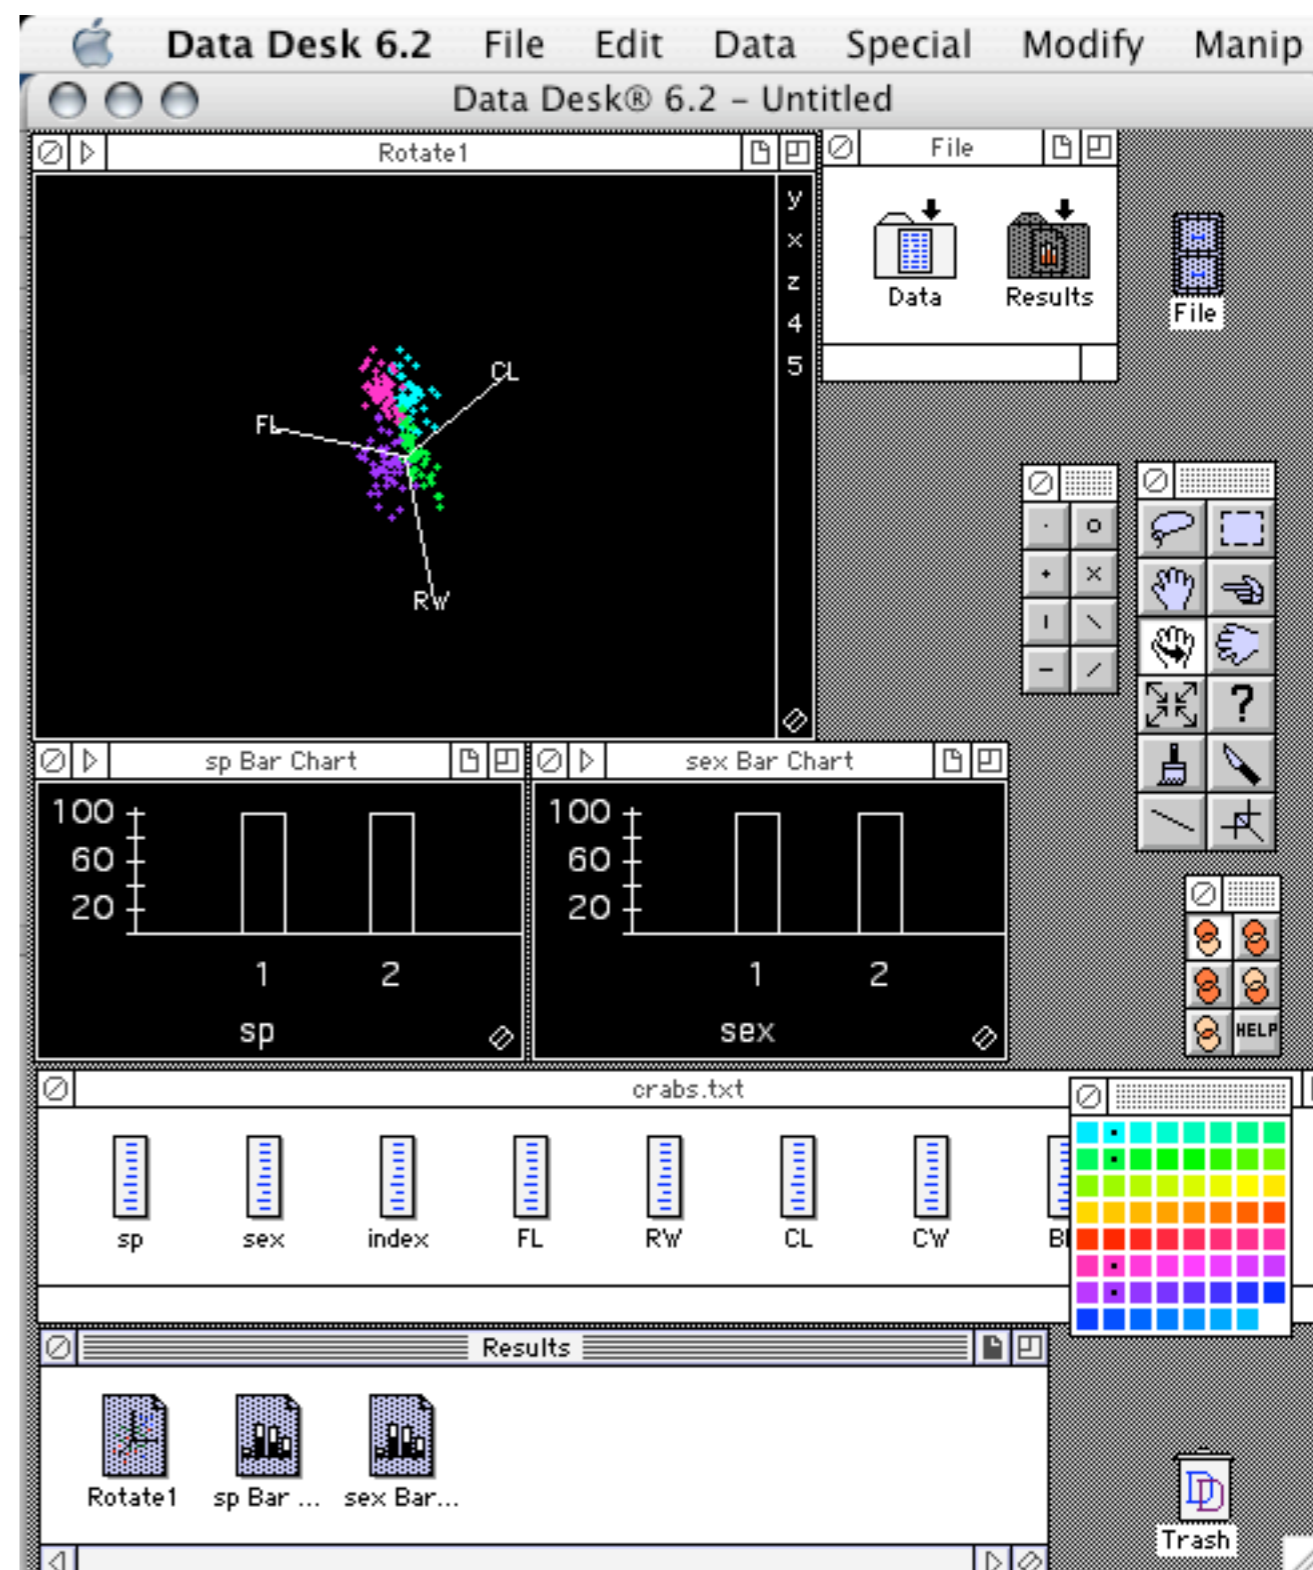 Data Desk 6.2 File Edit Data Special Modify Manip
Data Desk® 6.2 – Untitled
Rotate1
File
y
x
z
4
5
CL
FL
RW
Data
Results
File
?
sp Bar Chart
sex Bar Chart
100
60
20
1 2
sp
100
60
20
1 2
sex
HELP
crabs.txt
sp sex index FL RW CL CW
Results
Rotate1 sp Bar ... sex Bar...
Trash